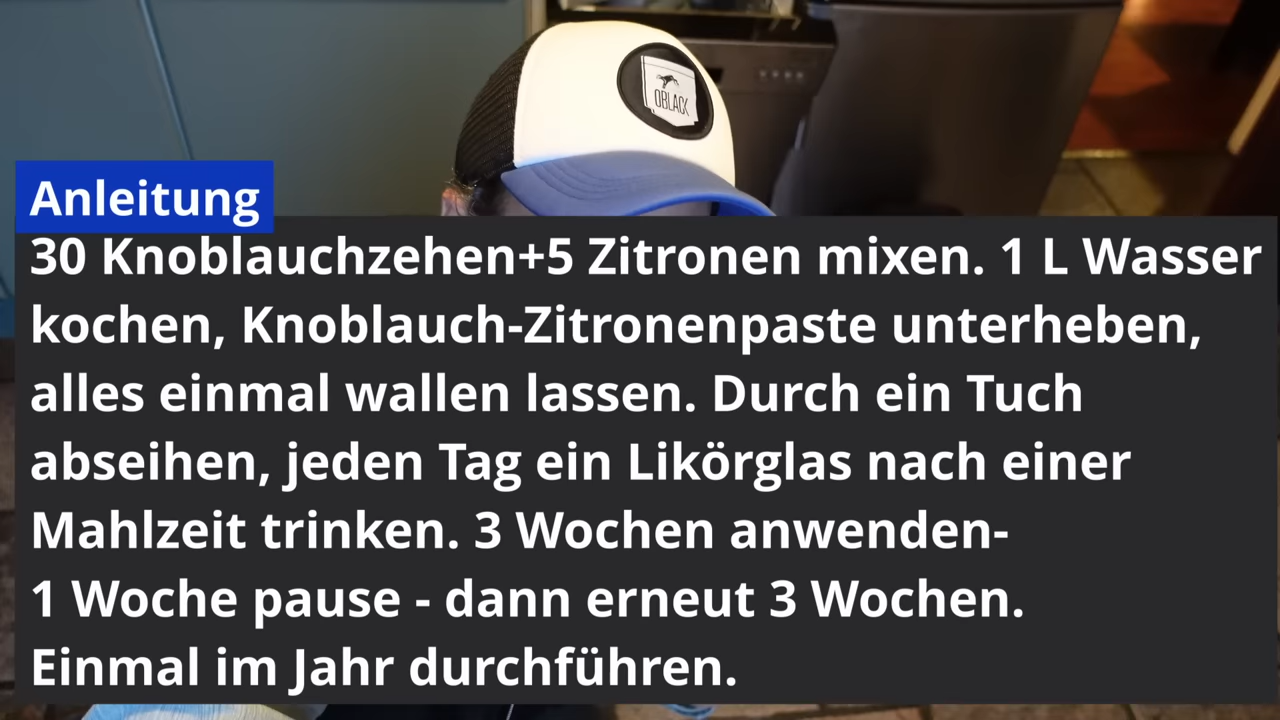 OBLACK
Anleitung
30 Knoblauchzehen+5 Zitronen mixen. 1 L Wasser
kochen, Knoblauch-Zitronenpaste unterheben,
alles einmal wallen lassen. Durch ein Tuch
abseihen, jeden Tag ein Likörglas nach einer
Mahlzeit trinken. 3 Wochen anwenden-
1 Woche pause - dann erneut 3 Wochen.
Einmal im Jahr durchführen.